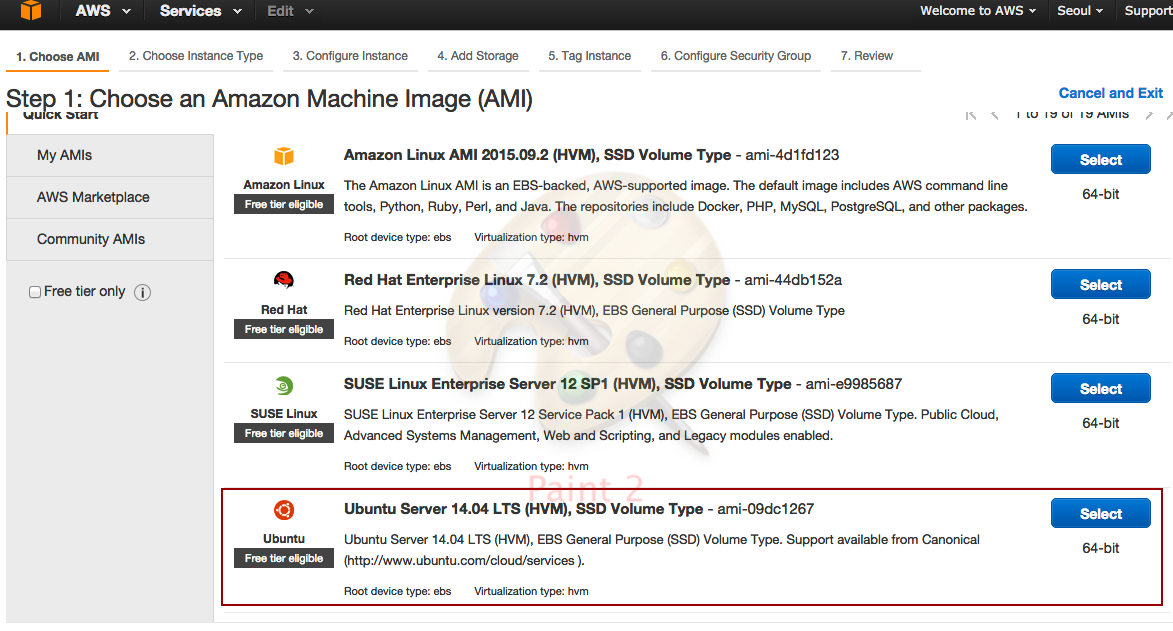 AWS Services Edit Welcome to AWS Seoul Support
1. Choose AMI 2. Choose Instance Type 3. Configure Instance 4. Add Storage 5. Tag Instance 6. Configure Security Group 7. Review
Step 1: Choose an Amazon Machine Image (AMI)
Cancel and Exit
Quick Start
1 to 19 of 19 AMIs
My AMIs
AWS Marketplace
Community AMIs
Free tier only
Amazon Linux
Free tier eligible
Amazon Linux AMI 2015.09.2 (HVM), SSD Volume Type - ami-4d1fd123
The Amazon Linux AMI is an EBS-backed, AWS-supported image. The default image includes AWS command line
tools, Python, Ruby, Perl, and Java. The repositories include Docker, PHP, MySQL, PostgreSQL, and other packages.
Root device type: ebs Virtualization type: hvm
Select
64-bit
Red Hat
Free tier eligible
Red Hat Enterprise Linux 7.2 (HVM), SSD Volume Type - ami-44db152a
Red Hat Enterprise Linux version 7.2 (HVM), EBS General Purpose (SSD) Volume Type
Root device type: ebs Virtualization type: hvm
Select
64-bit
SUSE Linux
Free tier eligible
SUSE Linux Enterprise Server 12 SP1 (HVM), SSD Volume Type - ami-e9985687
SUSE Linux Enterprise Server 12 Service Pack 1 (HVM), EBS General Purpose (SSD) Volume Type. Public Cloud,
Advanced Systems Management, Web and Scripting, and Legacy modules enabled.
Root device type: ebs Virtualization type: hvm
Select
64-bit
Paint 2
Ubuntu
Free tier eligible
Ubuntu Server 14.04 LTS (HVM), SSD Volume Type - ami-09dc1267
Ubuntu Server 14.04 LTS (HVM), EBS General Purpose (SSD) Volume Type. Support available from Canonical
(http://www.ubuntu.com/cloud/services ).
Root device type: ebs Virtualization type: hvm
Select
64-bit